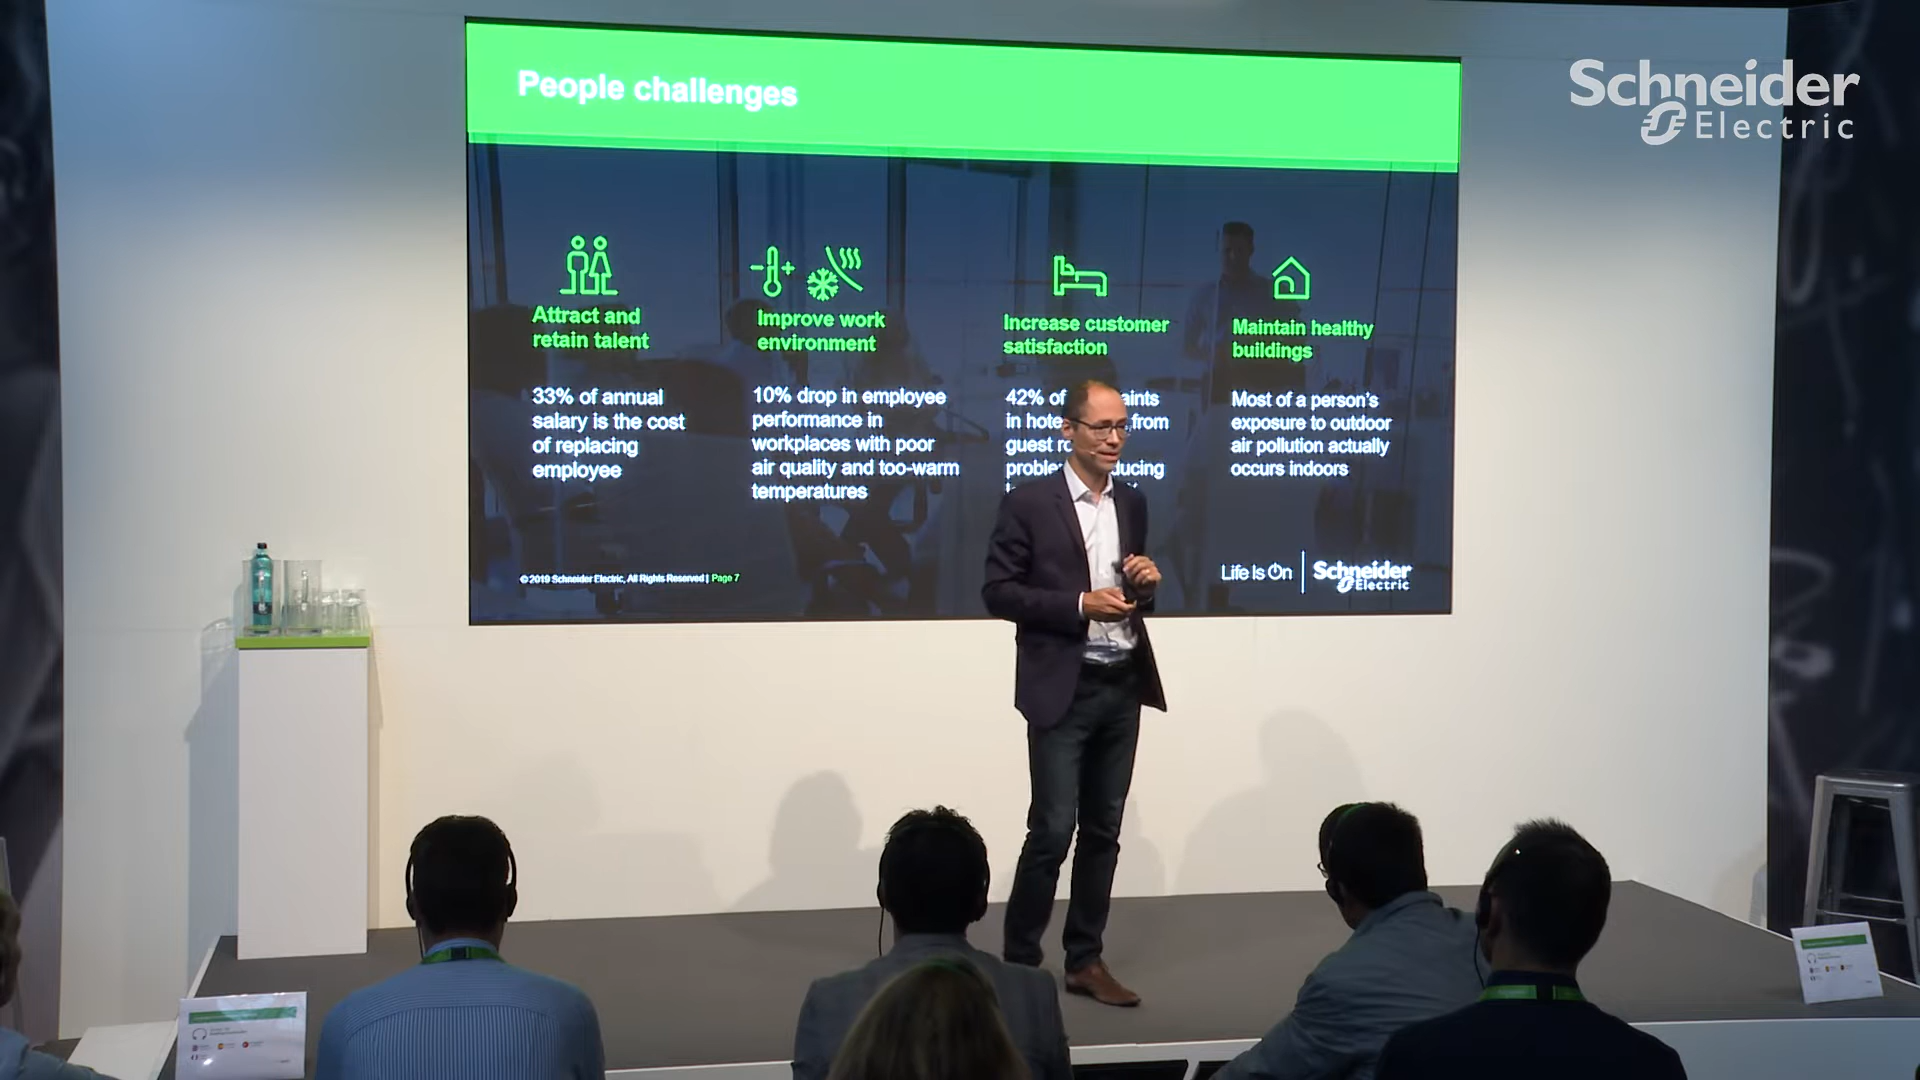 Schneider
Electric
People challenges
Attract and
retain talent
33% of annual
salary is the cost
of replacing
employee
Improve work
environment
10% drop in employee
performance in
workplaces with poor
air quality and too-warm
temperatures
Increase customer
satisfaction
42% of
in from
guest
Maintain healthy
buildings
Most of a person's
exposure to outdoor
air pollution actually
occurs indoors
© 2019 Schneider Electric, All Rights Reserved | Page 7
Life Is On
Schneider
Electric